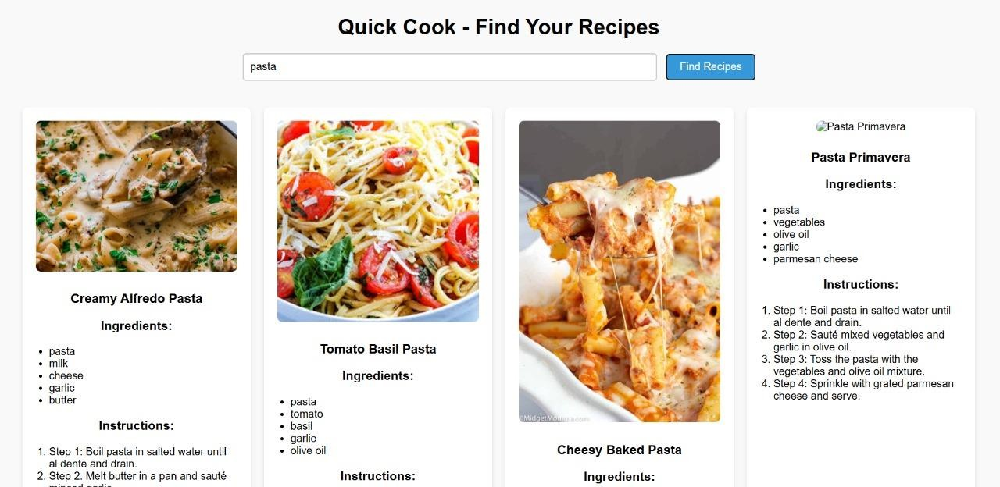 Quick Cook - Find Your Recipes
pasta
Find Recipes
Creamy Alfredo Pasta
Ingredients:
pasta
milk
cheese
garlic
butter
Instructions:
1. Step 1: Boil pasta in salted water until
al dente and drain.
2. Step 2: Melt butter in a pan and sauté
minced garlic
Tomato Basil Pasta
Ingredients:
pasta
tomato
basil
garlic
olive oil
Instructions:
©MidgetMomma.com
Cheesy Baked Pasta
Ingredients:
Pasta Primavera
Pasta Primavera
Ingredients:
pasta
vegetables
olive oil
garlic
parmesan cheese
Instructions:
1. Step 1: Boil pasta in salted water until
al dente and drain.
2. Step 2: Sauté mixed vegetables and
garlic in olive oil.
3. Step 3: Toss the pasta with the
vegetables and olive oil mixture.
4. Step 4: Sprinkle with grated parmesan
cheese and serve.